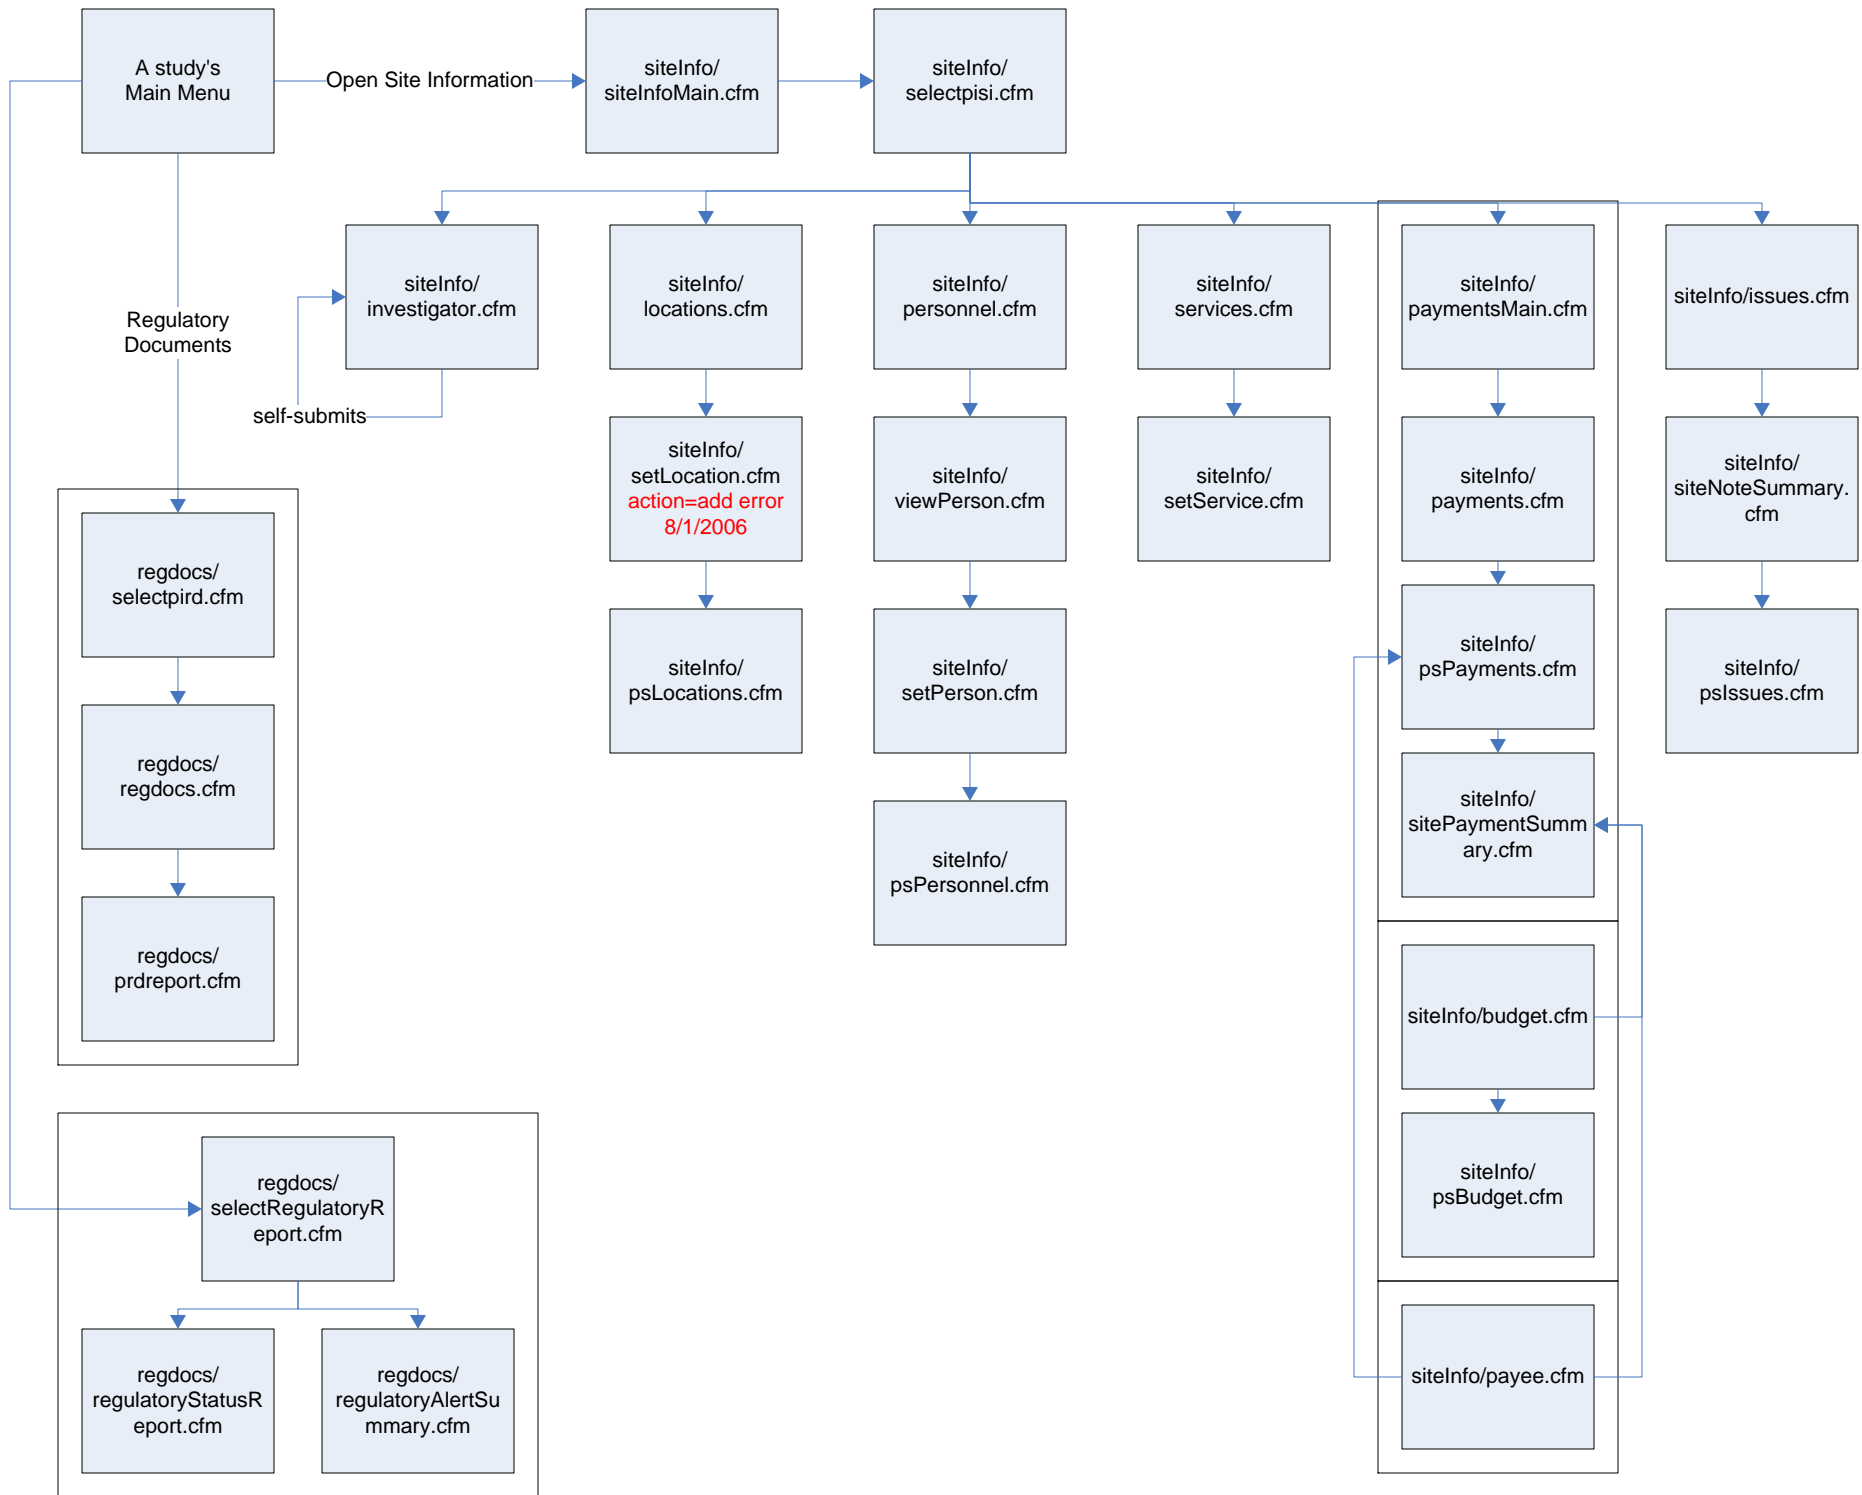 A study's
Main Menu
Open Site Information
siteInfo/
siteInfoMain.cfm
siteInfo/
selectpisi.cfm
siteInfo/
investigator.cfm
siteInfo/
locations.cfm
siteInfo/
personnel.cfm
siteInfo/
services.cfm
siteInfo/
paymentsMain.cfm
siteInfo/issues.cfm
Regulatory
Documents
self-submits
siteInfo/
setLocation.cfm
action=add error
8/1/2006
siteInfo/
viewPerson.cfm
siteInfo/
setService.cfm
siteInfo/
payments.cfm
siteInfo/
siteNoteSummary.
cfm
regdocs/
selectpird.cfm
siteInfo/
psLocations.cfm
siteInfo/
setPerson.cfm
siteInfo/
psPayments.cfm
siteInfo/
psIssues.cfm
regdocs/
regdocs.cfm
siteInfo/
psPersonnel.cfm
siteInfo/
sitePaymentSumm
ary.cfm
regdocs/
prdreport.cfm
siteInfo/budget.cfm
siteInfo/
psBudget.cfm
regdocs/
selectRegulatoryR
eport.cfm
regdocs/
regulatoryStatusR
eport.cfm
regdocs/
regulatoryAlertSu
mmary.cfm
siteInfo/payee.cfm